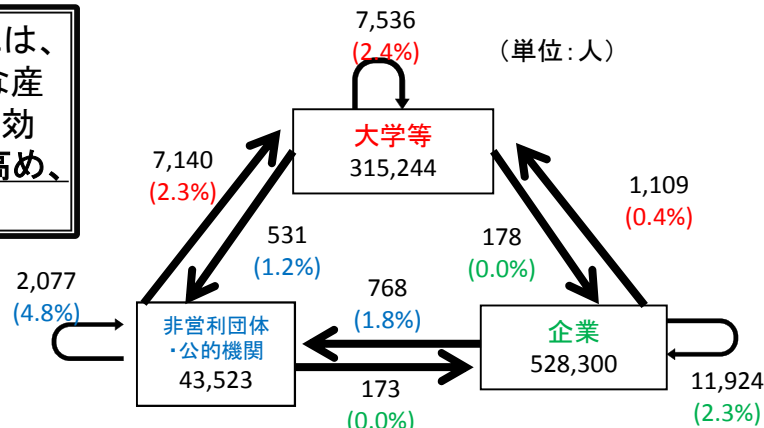 は、
な産
効
高め、
7,536
(2.4%)
（単位：人）
大学等
315,244
7,140
(2.3%)
1,109
(0.4%)
531
(1.2%)
178
(0.0%)
2,077
(4.8%)
768
(1.8%)
非営利団体
・公的機関
43,523
企業
528,300
173
(0.0%)
11,924
(2.3%)